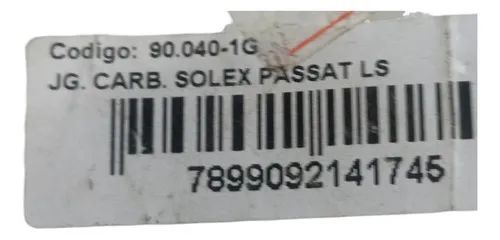 Codigo: 90.040-1G
JG. CARB. SOLEX PASSAT LS
7899092141745